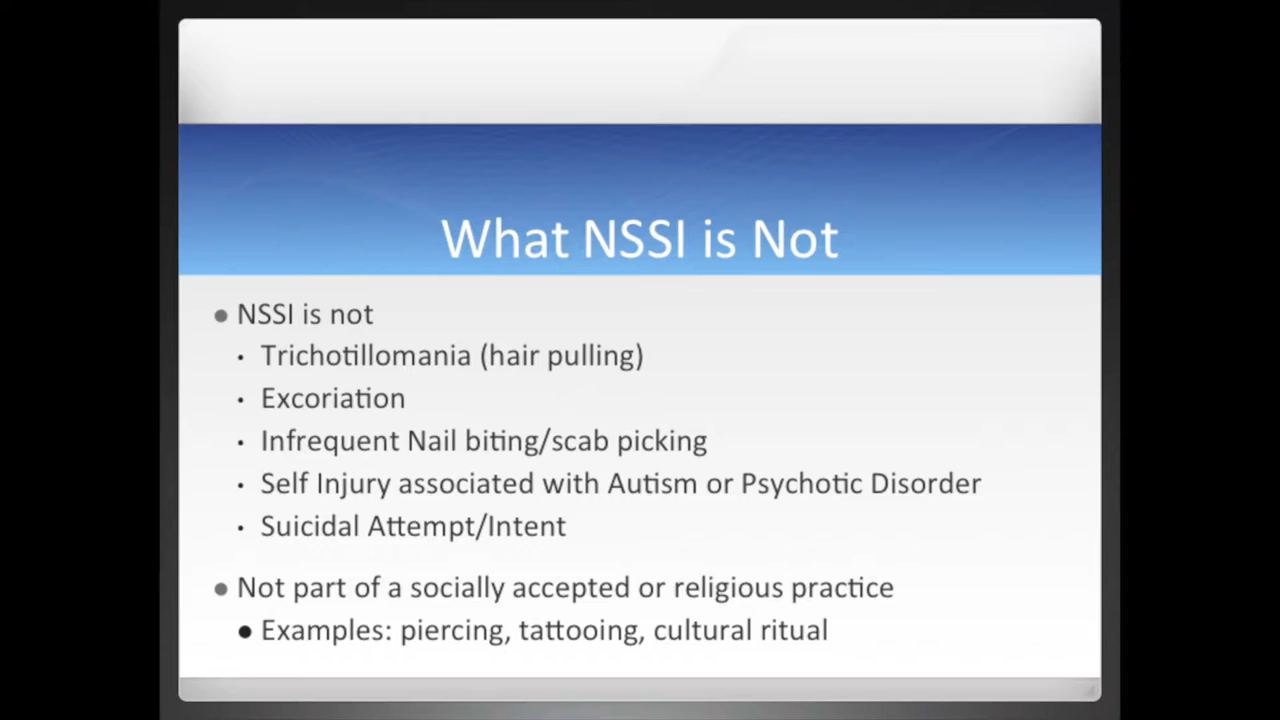 What NSSI is Not
● NSSI is not
• Trichotillomania (hair pulling)
• Excoriation
• Infrequent Nail biting/scab picking
• Self Injury associated with Autism or Psychotic Disorder
• Suicidal Attempt/Intent
● Not part of a socially accepted or religious practice
● Examples: piercing, tattooing, cultural ritual